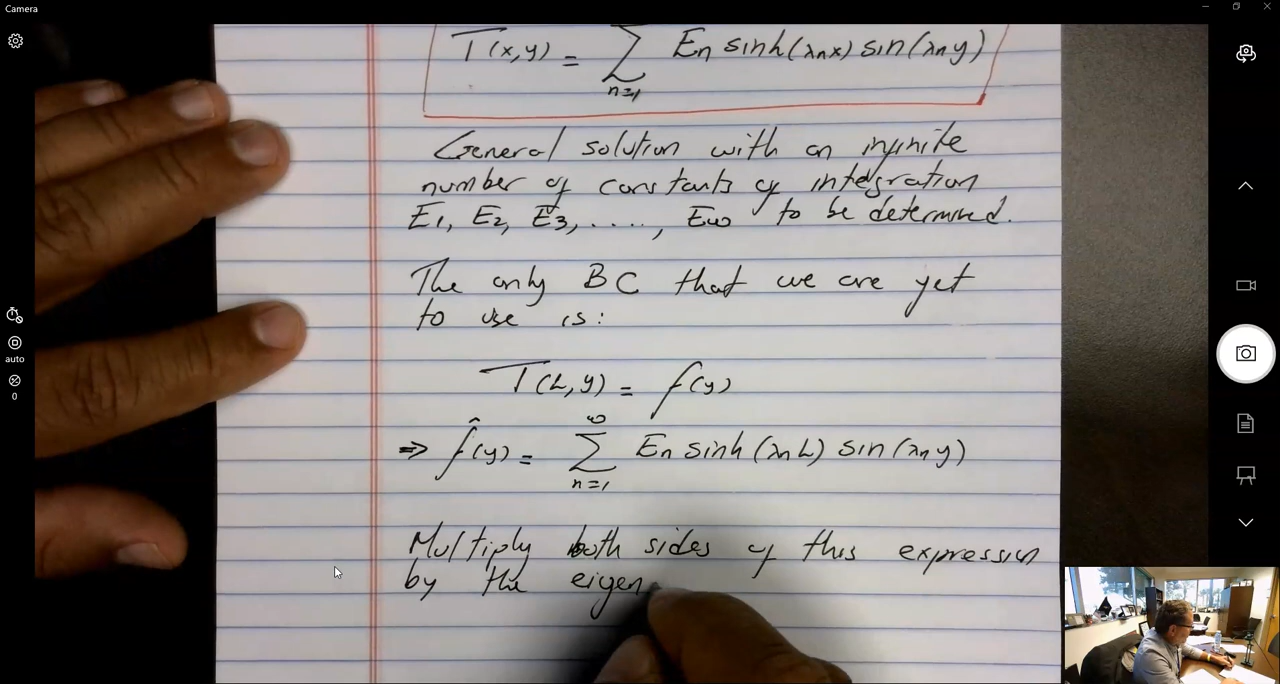 Camera
T(x,y) = ∑ En sinh(λnx) sin(λny)
n=1
General solution with an infinite
number of constants of integration
E1, E2, E3, ....., E∞ to be determined.
The only BC that we are yet
to use is:
T(L,y) = f(y)
∞
⇒ f̂(y) = ∑ En sinh(λnL) sin(λny)
n=1
Multiply both sides of this expression
by the eigen
auto
0